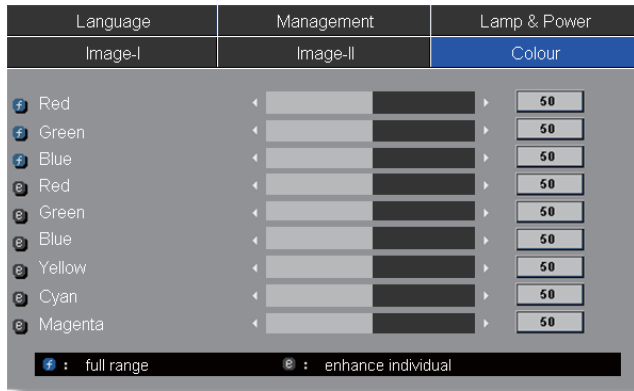 Language Management Lamp & Power
Image-I Image-II Colour
f Red 50
f Green 50
f Blue 50
e Red 50
e Green 50
e Blue 50
e Yellow 50
e Cyan 50
e Magenta 50
f : full range e : enhance individual